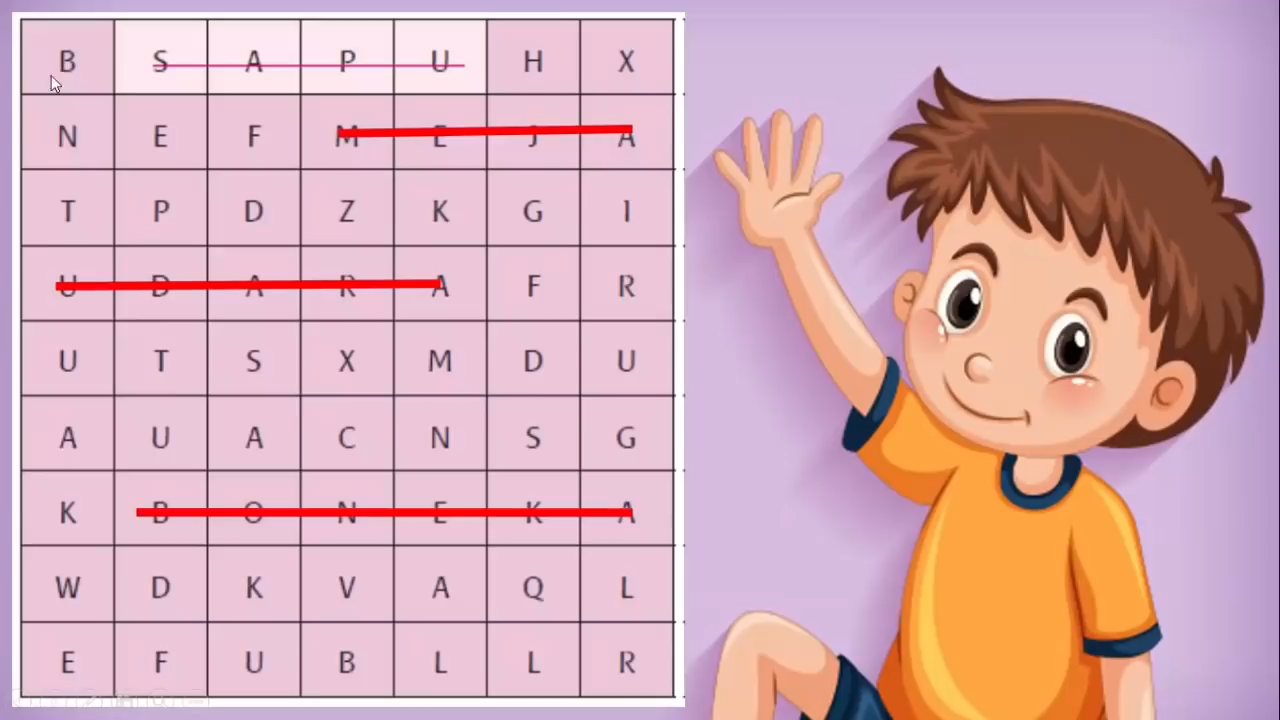 B S A P U H X
N E F M E J A
T P D Z K G I
U D A R A F R
U T S X M D U
A U A C N S G
K B O N E K A
W D K V A Q L
E F U B L L R